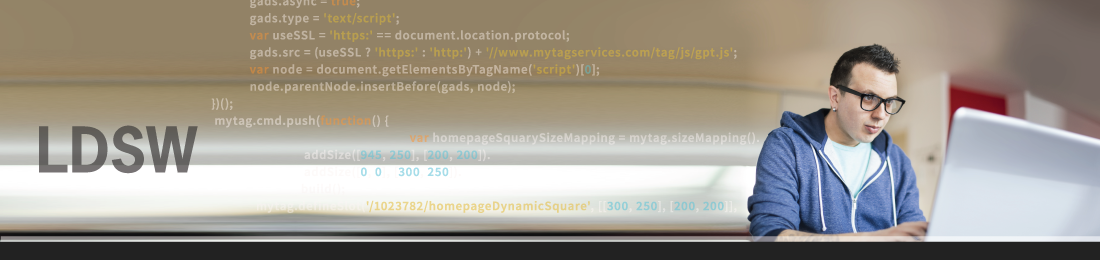 gads.async = true;
gads.type = 'text/script';
var useSSL = 'https:' == document.location.protocol;
gads.src = (useSSL ? 'https:' : 'http:') + '//www.mytagservices.com/tag/js/gpt.js';
var node = document.getElementsByTagName('script')[0];
node.parentNode.insertBefore(gads, node);
})();
mytag.cmd.push(function() {
var homepageSquarySizeMapping = mytag.sizeMapping().
LDSW
addSize([945, 250], [200, 200]).
0 0 300 250
'/1023782/homepageDynamicSquare', [[300, 250], [200, 200]],